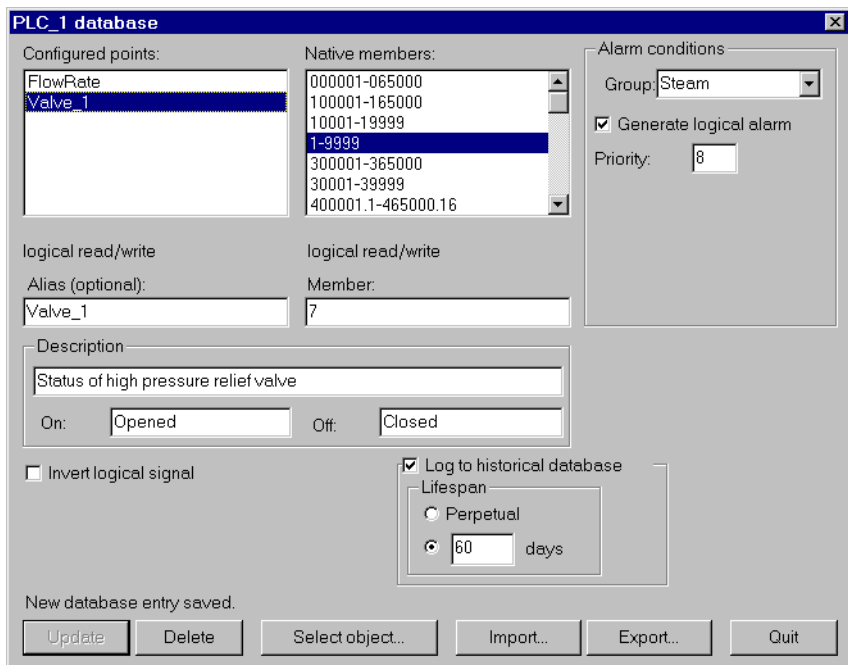 PLC_1 database
Configured points:
FlowRate
Valve_1
Native members:
000001-065000
100001-165000
10001-19999
1-9999
300001-365000
30001-39999
400001.1-465000.16
Alarm conditions
Group: Steam
Generate logical alarm
Priority: 8
logical read/write
logical read/write
Alias (optional):
Valve_1
Member:
7
Description
Status of high pressure relief valve
On: Opened Off: Closed
Invert logical signal
Log to historical database
Lifespan
Perpetual
60 days
New database entry saved.
Update Delete Select object... Import... Export... Quit